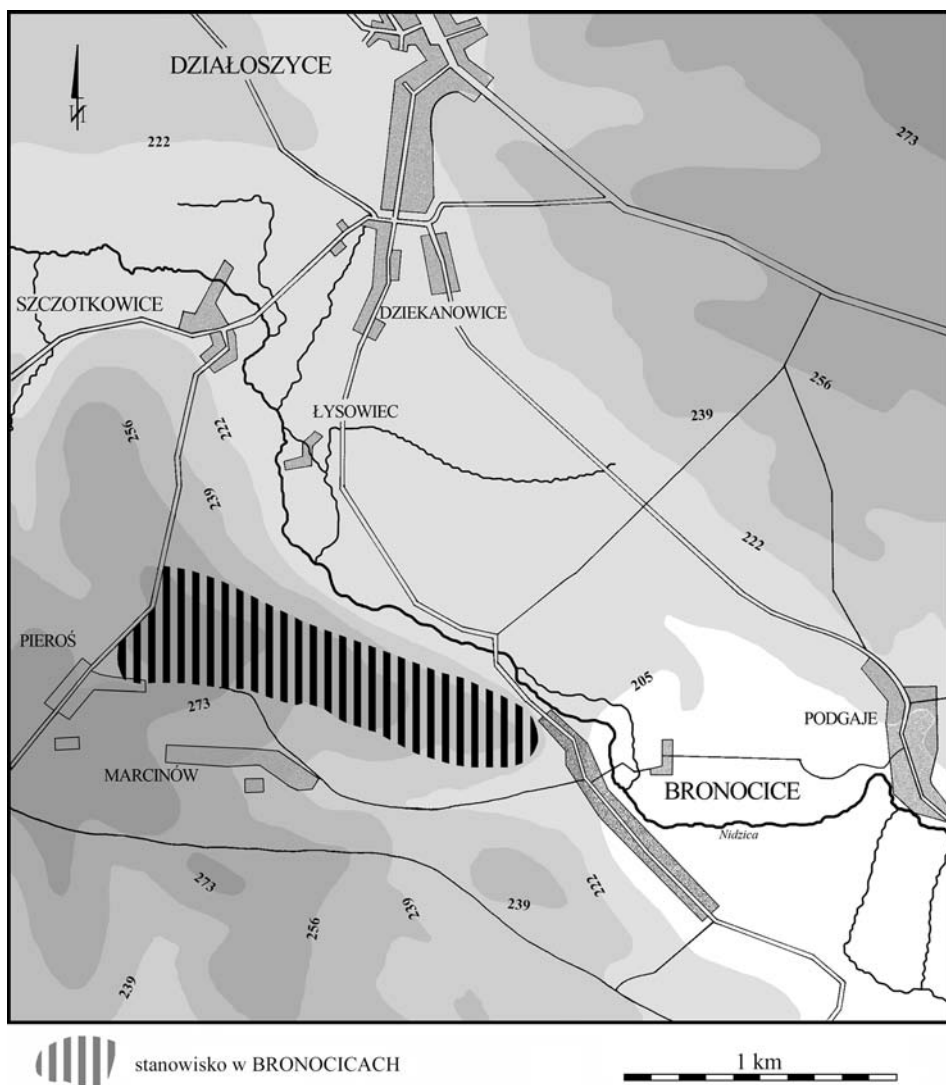 DZIAŁOSZYCE
N
222
273
SZCZOTKOWICE
DZIEKANOWICE
256
239
ŁYSOWIEC
256
222
239
222
PIEROŚ
273
205
PODGAJE
MARCINÓW
BRONOCICE
Nidzica
273
256
239
239
222
239
stanowisko w BRONOCICACH
1 km